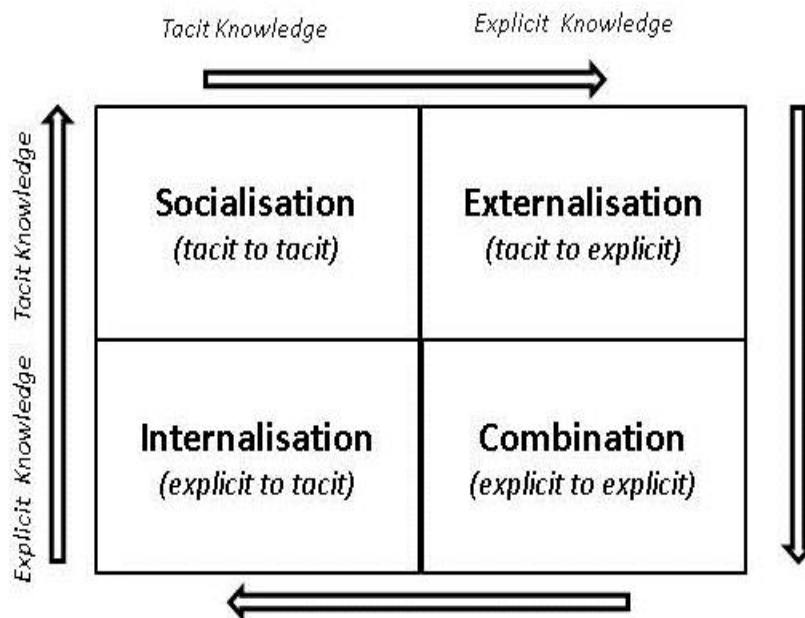 Tacit Knowledge
Explicit Knowledge
Tacit Knowledge
Explicit Knowledge
Socialisation
(tacit to tacit)
Externalisation
(tacit to explicit)
Internalisation
(explicit to tacit)
Combination
(explicit to explicit)